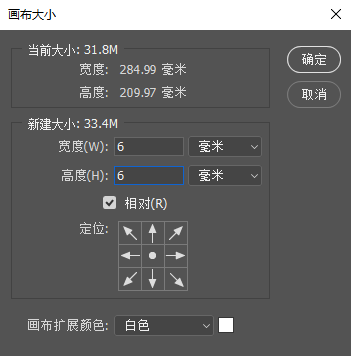 画布大小
当前大小: 31.8M
宽度: 284.99 毫米
高度: 209.97 毫米
确定
取消
新建大小: 33.4M
宽度(W): 6 毫米
高度(H): 6 毫米
相对(R)
定位:
画布扩展颜色: 白色